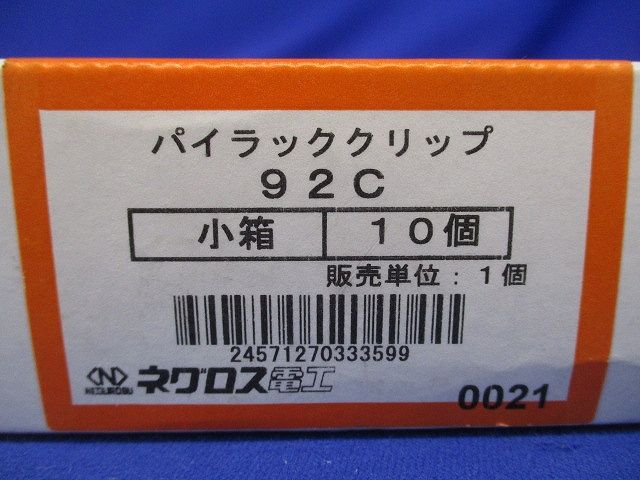 パイラッククリップ
９２C
小箱 １０個
販売単位：１個
24571270333599
NEGUROSU ネグロス電工
0021